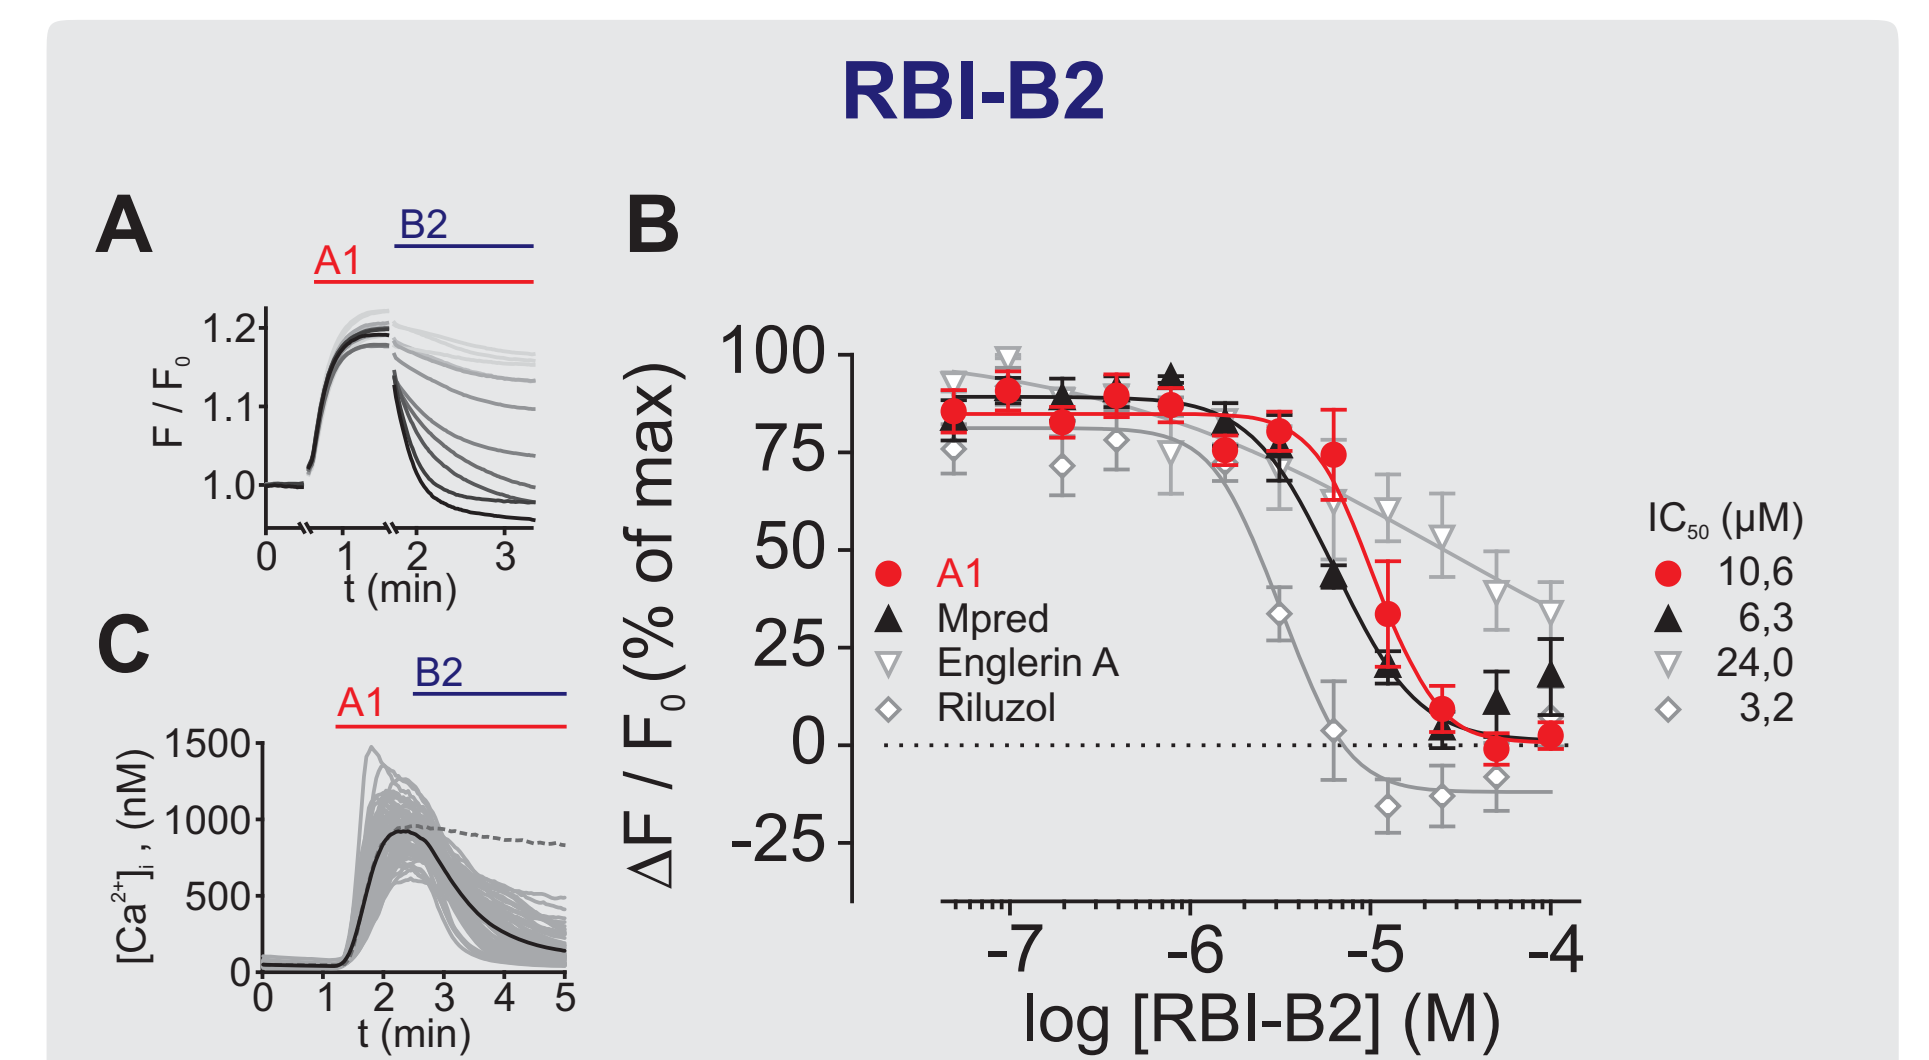 RBI-B2
A
B2
A1
F / F₀
1.2
1.1
1.0
0 1 2 3
t (min)
B
ΔF / F₀ (% of max)
100
75
50
25
0
-25
A1
Mpred
Englerin A
Riluzol
-7 -6 -5 -4
log [RBI-B2] (M)
IC₅₀ (µM)
10,6
6,3
24,0
3,2
C
B2
A1
[Ca²⁺]ᵢ , (nM)
1500
1000
500
0
0 1 2 3 4 5
t (min)